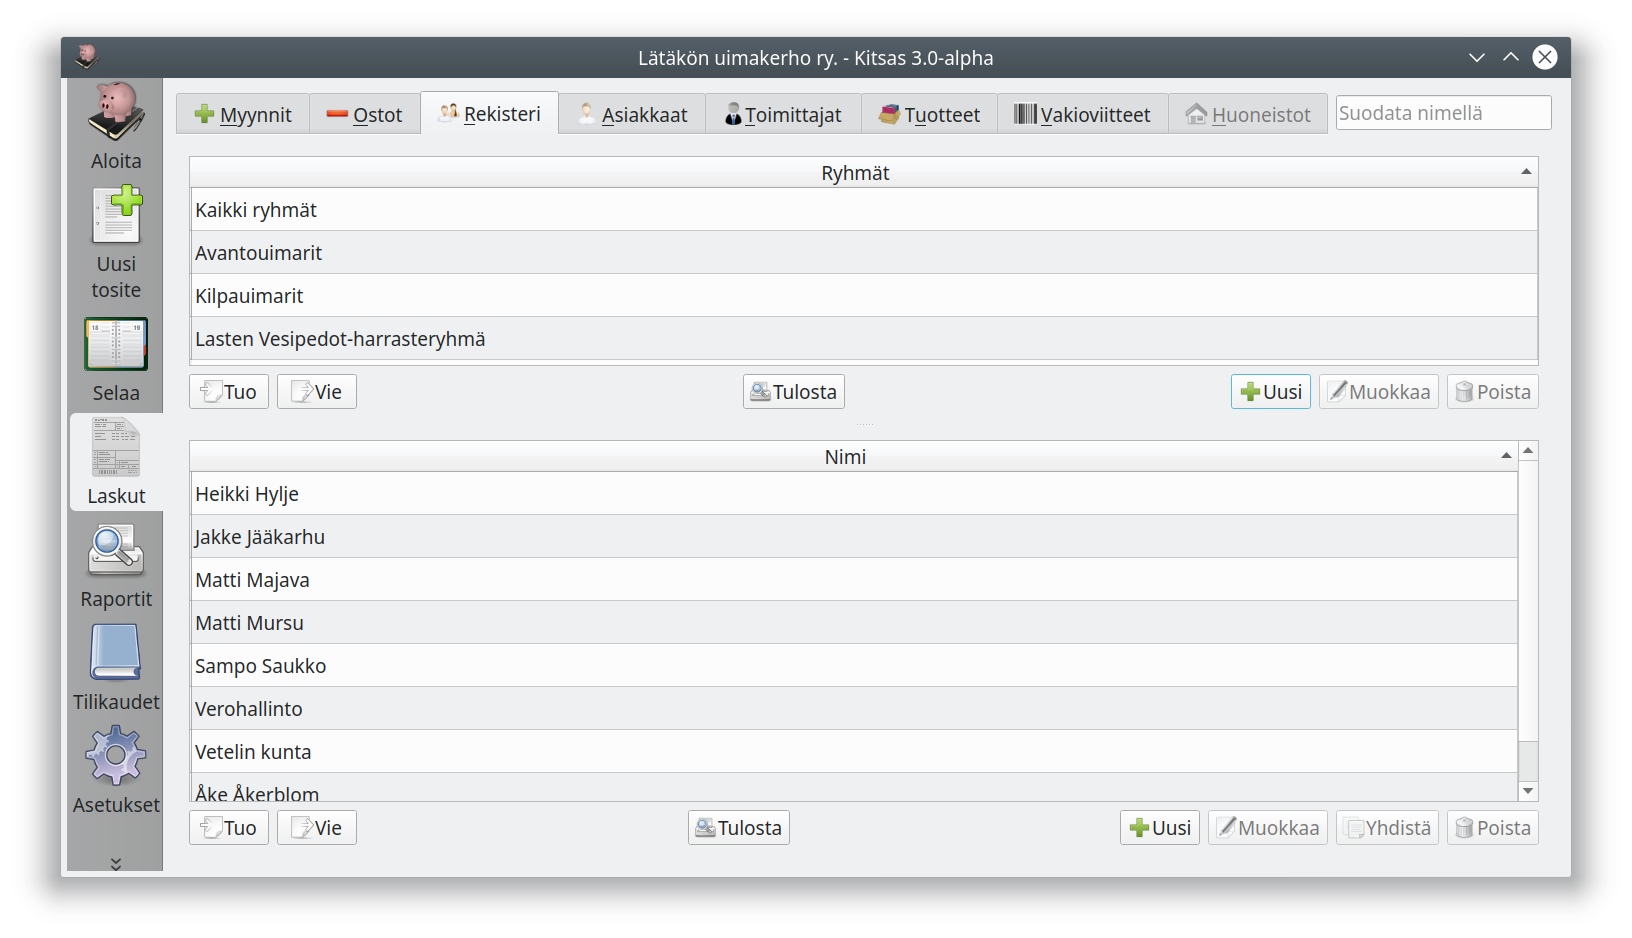 Lätäkön uimakerho ry. - Kitsas 3.0-alpha
Aloita
Uusi
tosite
Selaa
Laskut
Raportit
Tilikaudet
Asetukset
Myynnit
Ostot
Rekisteri
Asiakkaat
Toimittajat
Tuotteet
Vakioviitteet
Huoneistot
Suodata nimellä
Ryhmät
Kaikki ryhmät
Avantouimarit
Kilpauimarit
Lasten Vesipedot-harrasteryhmä
Tuo
Vie
Tulosta
Uusi
Muokkaa
Poista
Nimi
Heikki Hylje
Jakke Jääkarhu
Matti Majava
Matti Mursu
Sampo Saukko
Verohallinto
Vetelin kunta
Åke Åkerblom
Tuo
Vie
Tulosta
Uusi
Muokkaa
Yhdistä
Poista